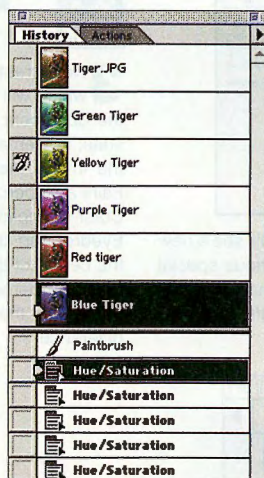 History Actions
Tiger.JPG
Green Tiger
Yellow Tiger
Purple Tiger
Red tiger
Blue Tiger
Paintbrush
Hue/Saturation
Hue/Saturation
Hue/Saturation
Hue/Saturation
Hue/Saturation